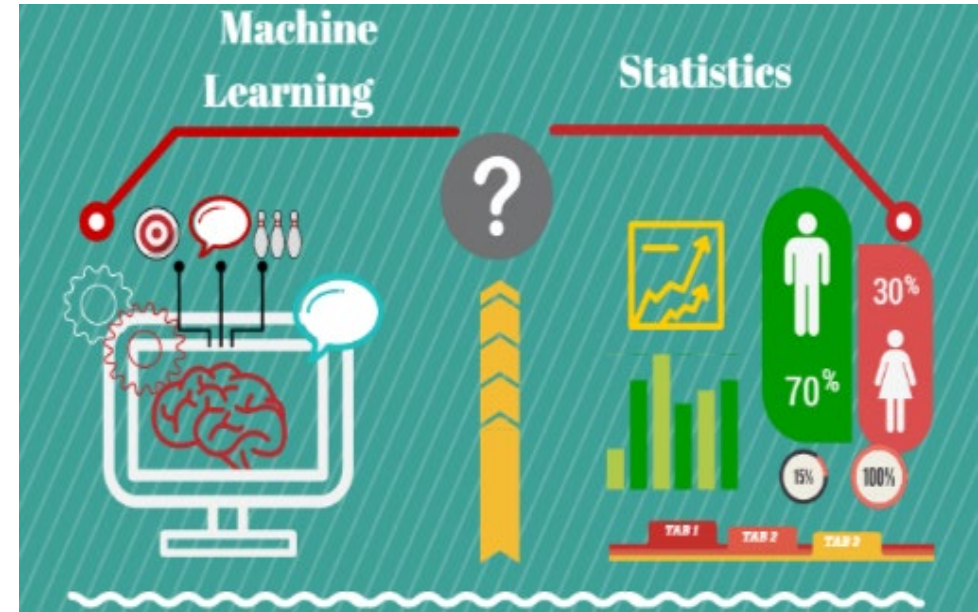 Machine
Learning
Statistics
?
30%
70%
15%
100%
TAB 1
TAB 2
TAB 3